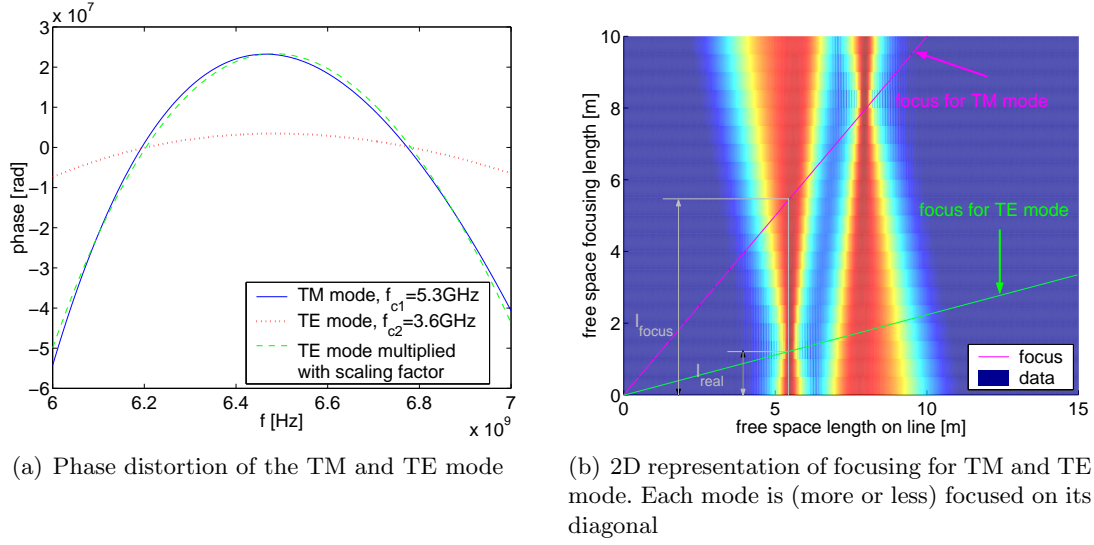 x 10^7
3
2
1
0
−1
−2
−3
−4
−5
−6
phase [rad]
TM mode, f_c1=5.3GHz
TE mode, f_c2=3.6GHz
TE mode multiplied
with scaling factor
6
6.2
6.4
6.6
6.8
7
f [Hz]
x 10^9
(a) Phase distortion of the TM and TE mode
10
8
6
4
2
0
free space focusing length [m]
focus for TM mode
focus for TE mode
l_focus
l_real
focus
data
0
5
10
15
free space length on line [m]
(b) 2D representation of focusing for TM and TE
mode. Each mode is (more or less) focused on its
diagonal